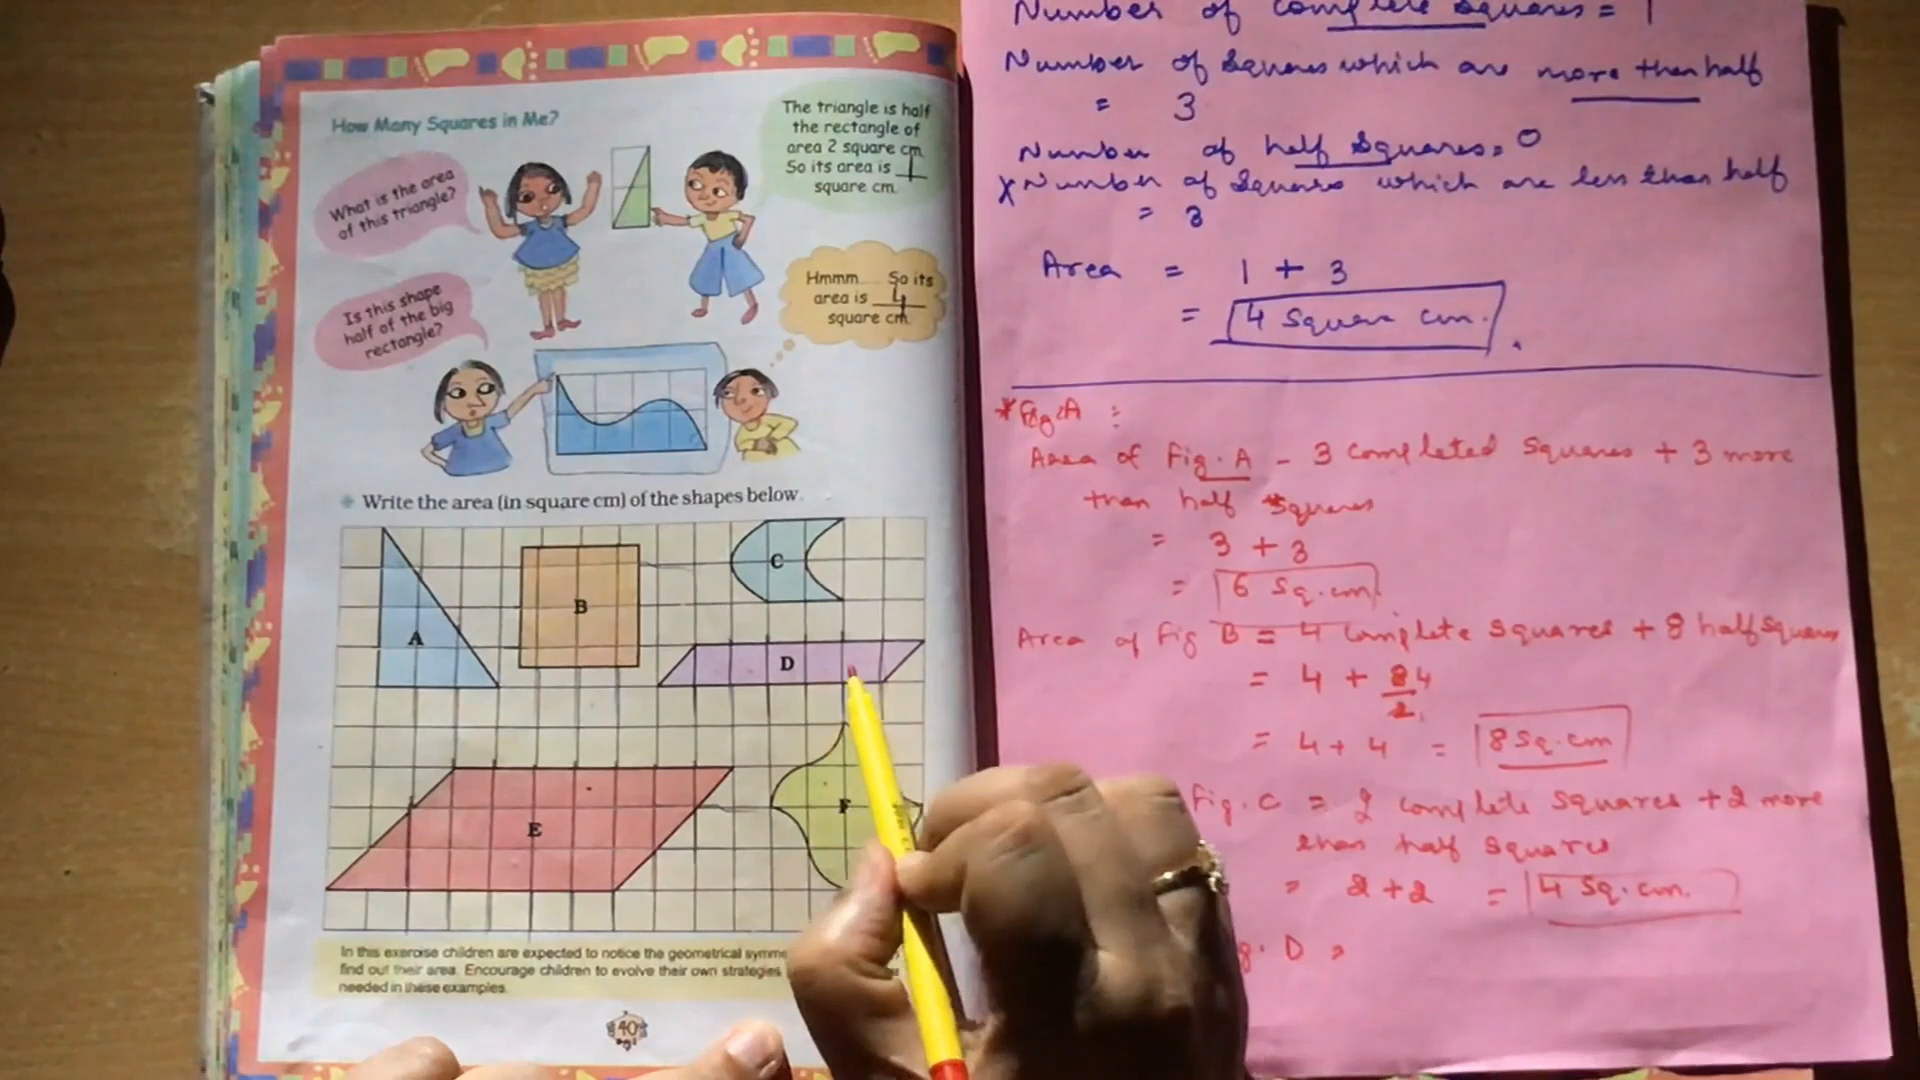 How Many Squares in Me?
What is the area
of this triangle?
The triangle is half
the rectangle of
area 2 square cm.
So its area is 1
square cm.
Is this shape
half of the big
rectangle?
Hmmm.... So its
area is 4
square cm.
Write the area (in square cm) of the shapes below.
A
B
C
D
E
F
In this exercise children are expected to notice the geometrical symme
find out their area. Encourage children to evolve their own strategies
needed in these examples.
40
Number of complete squares = 1
Number of squares which are more than half
= 3
Number of half squares = 0
x Number of squares which are less than half
= 3
Area = 1 + 3
= 4 square cm.
* Fig A :
Area of Fig. A - 3 completed squares + 3 more
than half squares
= 3 + 3
= 6 sq.cm
Area of Fig B = 4 complete squares + 8 half squares
= 4 + 8 4
2
= 4 + 4 = 8 sq.cm
Fig. C = 2 complete squares + 2 more
than half squares
= 2 + 2 = 4 sq.cm.
g. D =